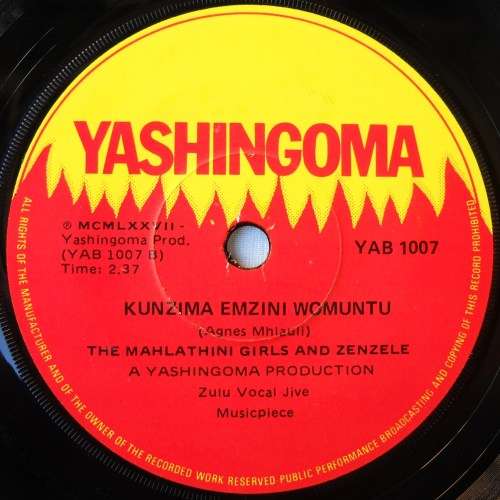 YASHINGOMA
℗ MCMLXXVII -
Yashingoma Prod.
(YAB 1007 B)
Time: 2.37
YAB 1007
KUNZIMA EMZINI WOMUNTU
(Agnes Mhlauli)
THE MAHLATHINI GIRLS AND ZENZELE
A YASHINGOMA PRODUCTION
Zulu Vocal Jive
Musicpiece
ALL RIGHTS OF THE MANUFACTURER AND OF THE OWNER OF THE RECORDED WORK RESERVED PUBLIC PERFORMANCE BROADCASTING AND COPYING OF THIS RECORD PROHIBITED